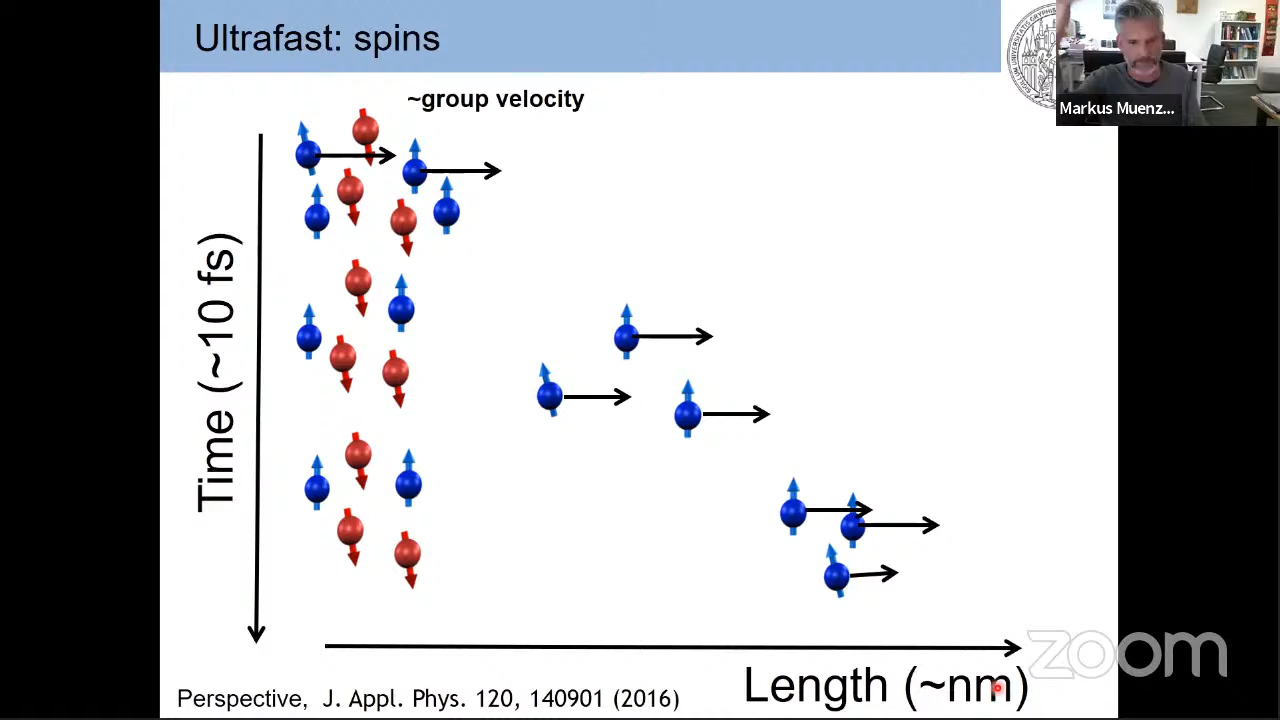 Ultrafast: spins
Markus Muenz...
~group velocity
Time (~10 fs)
Length (~nm)
zoom
Perspective, J. Appl. Phys. 120, 140901 (2016)